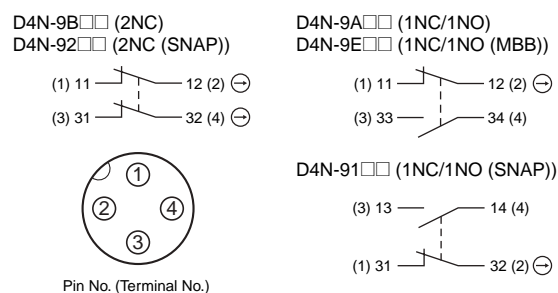 D4N-9B□□ (2NC)
D4N-92□□ (2NC (SNAP))
(1) 11 12 (2)
(3) 31 32 (4)
1
2 4
3
Pin No. (Terminal No.)
D4N-9A□□ (1NC/1NO)
D4N-9E□□ (1NC/1NO (MBB))
(1) 11 12 (2)
(3) 33 34 (4)
D4N-91□□ (1NC/1NO (SNAP))
(3) 13 14 (4)
(1) 31 32 (2)